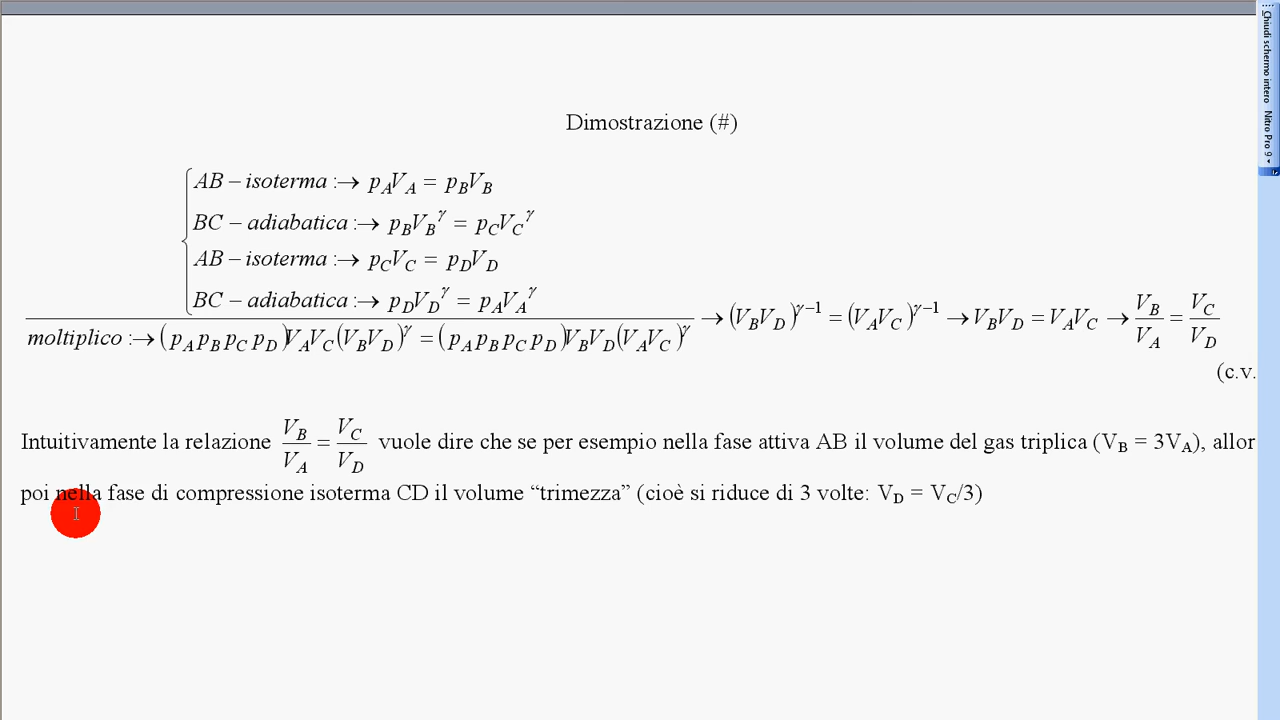 Chiudi schermo intero Nitro Pro 9
Dimostrazione (#)
AB – isoterma :→ p_A V_A = p_B V_B
BC – adiabatica :→ p_B V_B^γ = p_C V_C^γ
AB – isoterma :→ p_C V_C = p_D V_D
BC – adiabatica :→ p_D V_D^γ = p_A V_A^γ
moltiplico :→ (p_A p_B p_C p_D) V_A V_C (V_B V_D)^γ = (p_A p_B p_C p_D) V_B V_D (V_A V_C)^γ → (V_B V_D)^(γ−1) = (V_A V_C)^(γ−1) → V_B V_D = V_A V_C → V_B/V_A = V_C/V_D
(c.v.
Intuitivamente la relazione V_B/V_A = V_C/V_D vuole dire che se per esempio nella fase attiva AB il volume del gas triplica (V_B = 3V_A), allor
poi nella fase di compressione isoterma CD il volume “trimezza” (cioè si riduce di 3 volte: V_D = V_C/3)